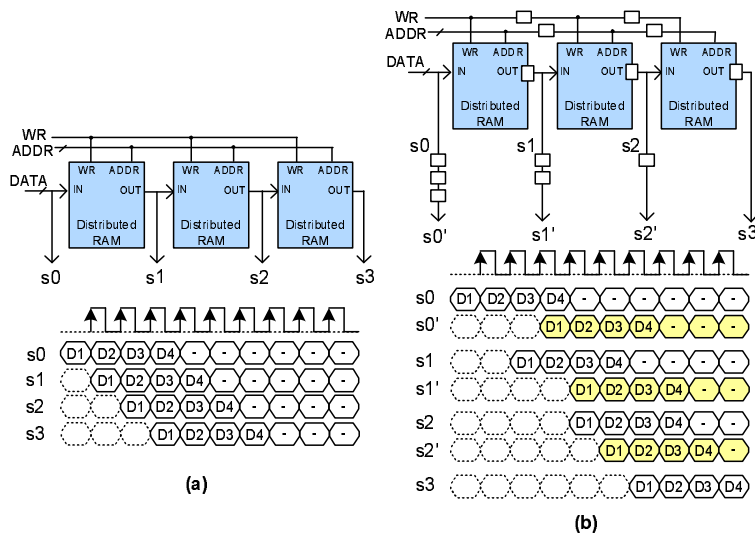 WR
ADDR
DATA
WR ADDR WR ADDR WR ADDR
IN OUT IN OUT IN OUT
Distributed Distributed Distributed
RAM RAM RAM
s0 s1 s2 s3
s0 D1 D2 D3 D4 - - - - - -
s1 D1 D2 D3 D4 - - - - -
s2 D1 D2 D3 D4 - - - -
s3 D1 D2 D3 D4 - - -
(a)
WR
ADDR
DATA
WR ADDR WR ADDR WR ADDR
IN OUT IN OUT IN OUT
Distributed Distributed Distributed
RAM RAM RAM
s0 s1 s2
s0' s1' s2' s3
s0 D1 D2 D3 D4 - - - - - -
s0' D1 D2 D3 D4 - - -
s1 D1 D2 D3 D4 - - - -
s1' D1 D2 D3 D4 - -
s2 D1 D2 D3 D4 - -
s2' D1 D2 D3 D4 -
s3 D1 D2 D3 D4
(b)